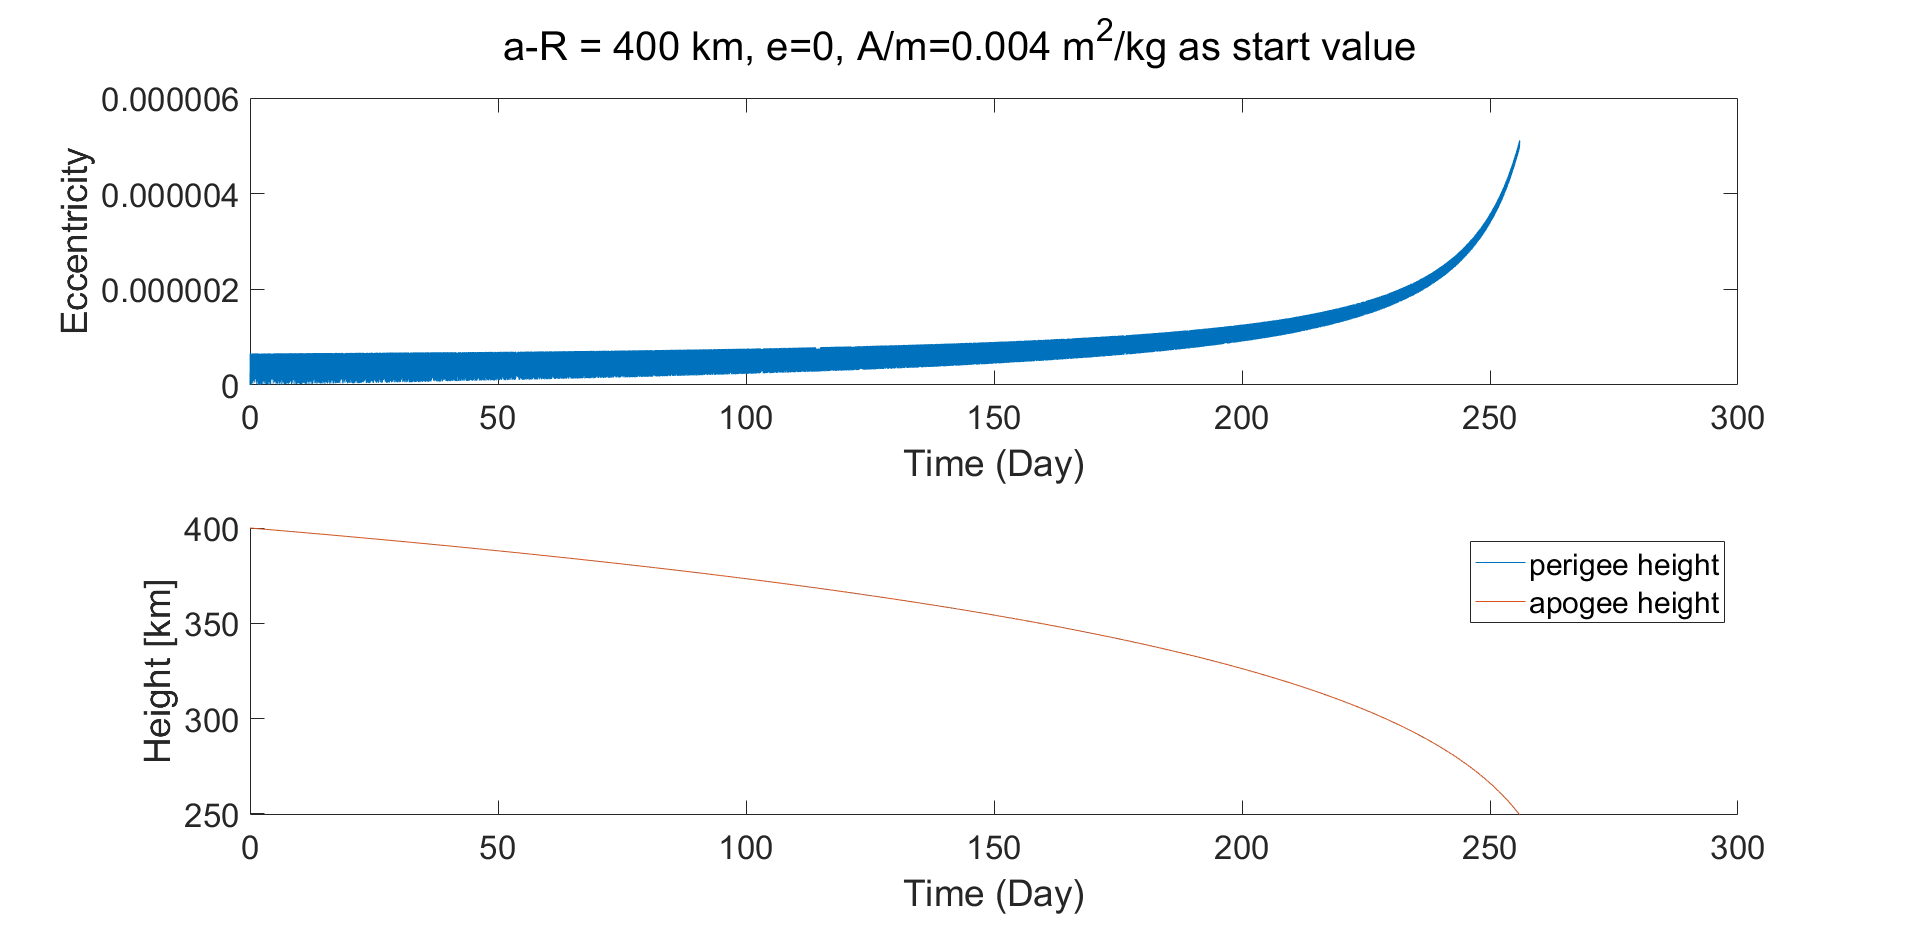 a-R = 400 km, e=0, A/m=0.004 m²/kg as start value
0.000006
0.000004
0.000002
0
Eccentricity
0 50 100 150 200 250 300
Time (Day)
400
350
300
250
Height [km]
perigee height
apogee height
0 50 100 150 200 250 300
Time (Day)